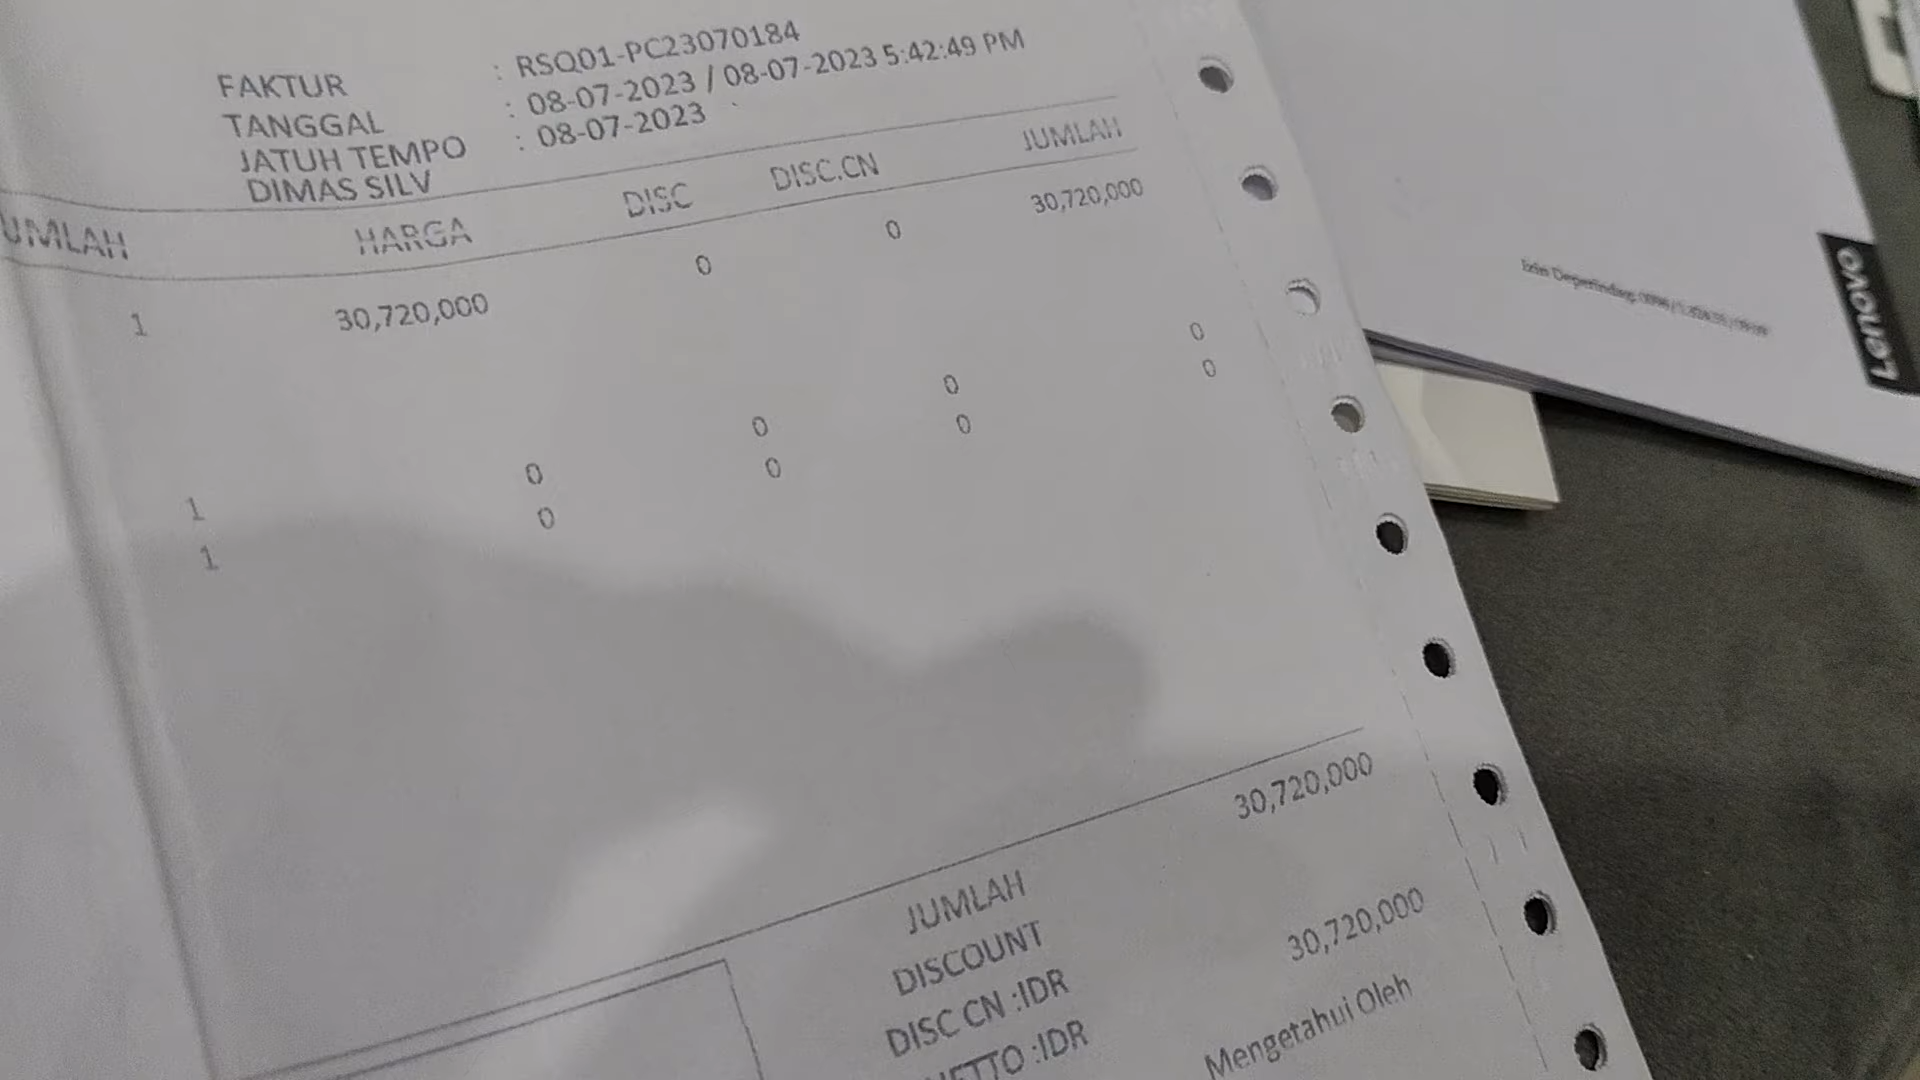 FAKTUR : RSQ01-PC23070184
TANGGAL : 08-07-2023 / 08-07-2023 5:42:49 PM
JATUH TEMPO : 08-07-2023
DIMAS SILV
UMLAH HARGA DISC DISC.CN JUMLAH
1 30,720,000 0 0 30,720,000
1 0 0 0 0
1 0 0 0 0
JUMLAH 30,720,000
DISCOUNT
DISC CN :IDR
NETTO :IDR 30,720,000
Mengetahui Oleh
Lenovo